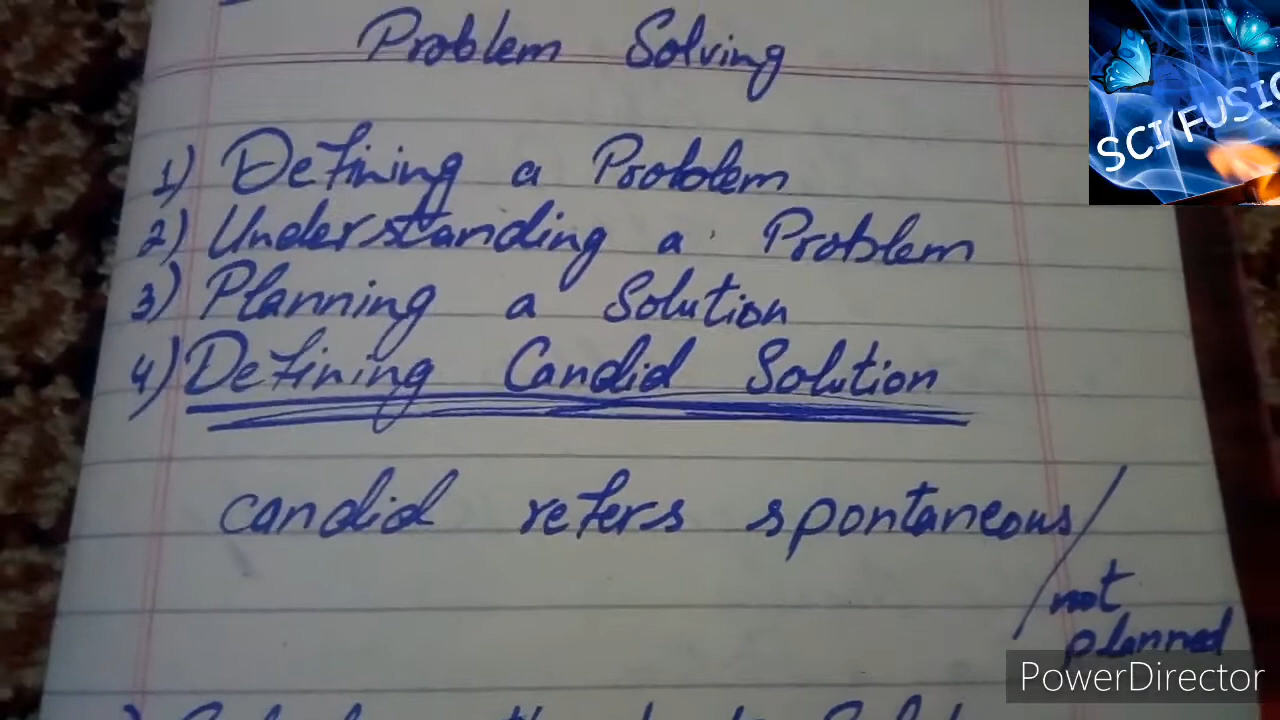 Problem Solving
SCI FUSIO
1) Defining a Problem
2) Understanding a Problem
3) Planning a Solution
4) Defining Candid Solution
candid refers spontaneous/
/not
planned
PowerDirector